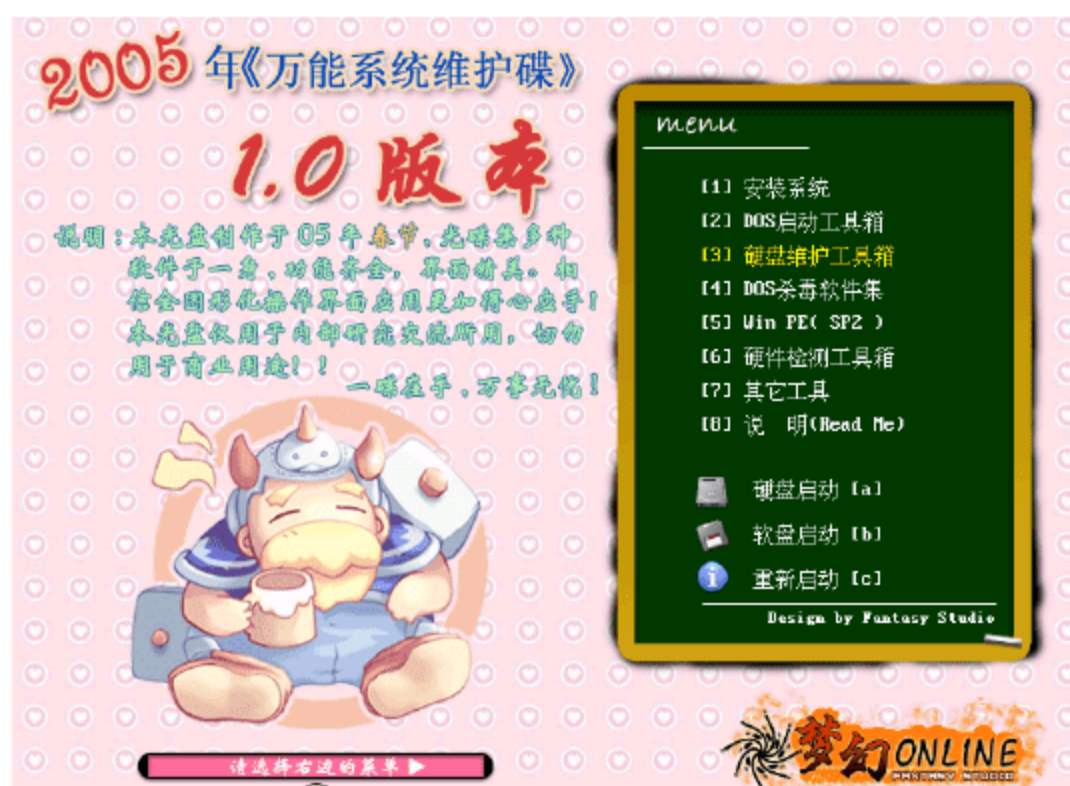 2005年《万能系统维护碟》
1.0版本
说明：本光盘制作于05年春节，光碟集多种
软件于一身，功能齐全，界面精美。相
信全图形化操作界面应用更加得心应手！
本光盘仅用于内部研究交流所用，切勿
用于商业用途！！
一碟在手，万事无忧！
请选择右边的菜单▶
menu
[1] 安装系统
[2] DOS启动工具箱
[3] 硬盘维护工具箱
[4] DOS杀毒软件集
[5] Win PE( SP2 )
[6] 硬件检测工具箱
[7] 其它工具
[8] 说 明(Read Me)
硬盘启动 [a]
软盘启动 [b]
重新启动 [c]
Design by Fantasy Studio
梦幻ONLINE
FANTASY STUDIO